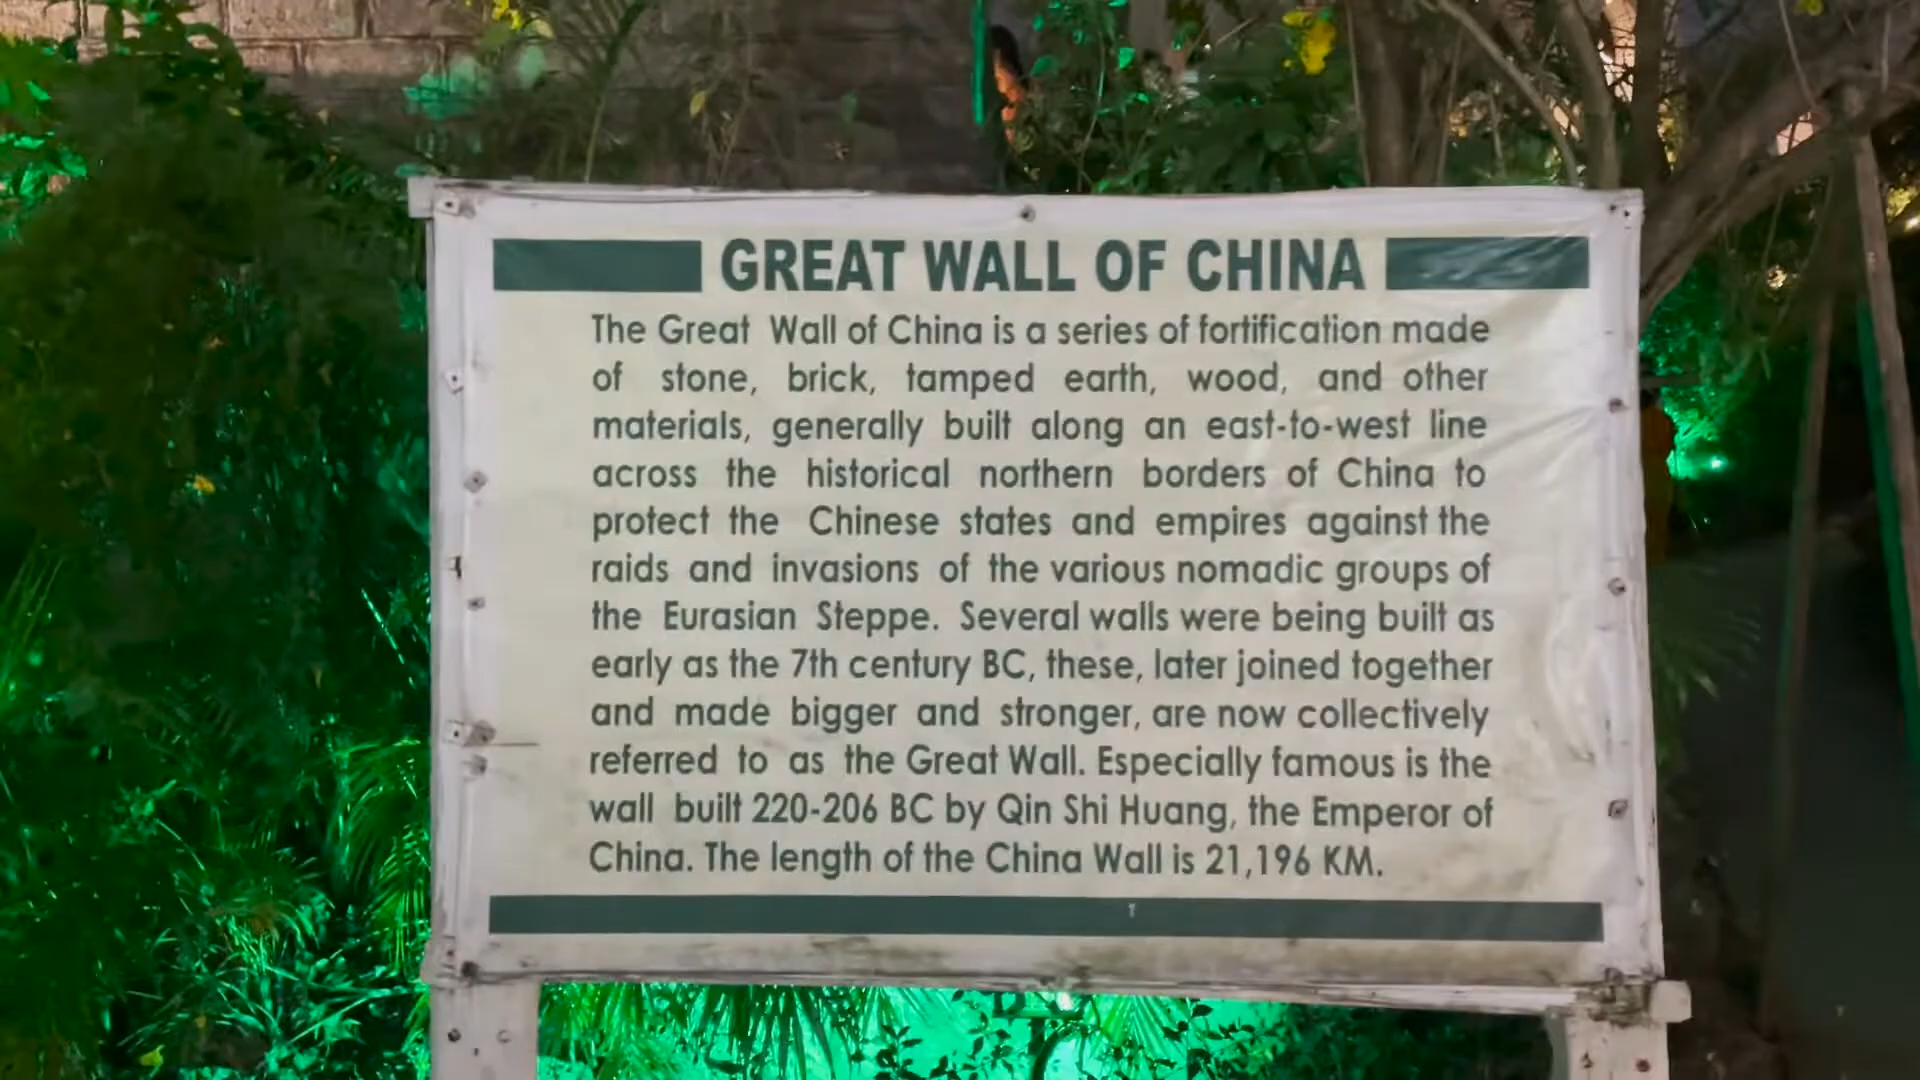 GREAT WALL OF CHINA
The Great Wall of China is a series of fortification made
of stone, brick, tamped earth, wood, and other
materials, generally built along an east-to-west line
across the historical northern borders of China to
protect the Chinese states and empires against the
raids and invasions of the various nomadic groups of
the Eurasian Steppe. Several walls were being built as
early as the 7th century BC, these, later joined together
and made bigger and stronger, are now collectively
referred to as the Great Wall. Especially famous is the
wall built 220-206 BC by Qin Shi Huang, the Emperor of
China. The length of the China Wall is 21,196 KM.